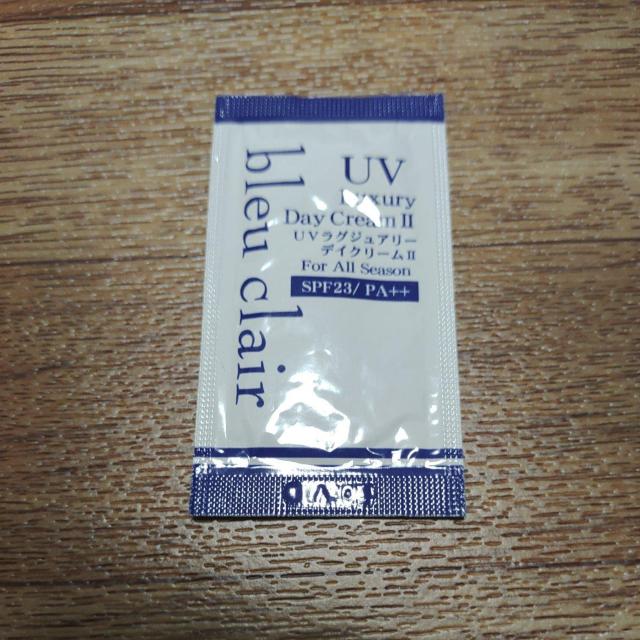 bleu clair
UV
Luxury
Day Cream II
UVラグジュアリー
デイクリームII
For All Season
SPF23/ PA++